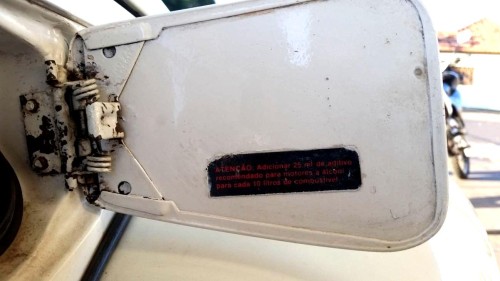 ATENÇÃO: Adicionar 25 ml de aditivo
recomendado para motores a álcool
para cada 10 litros de combustível